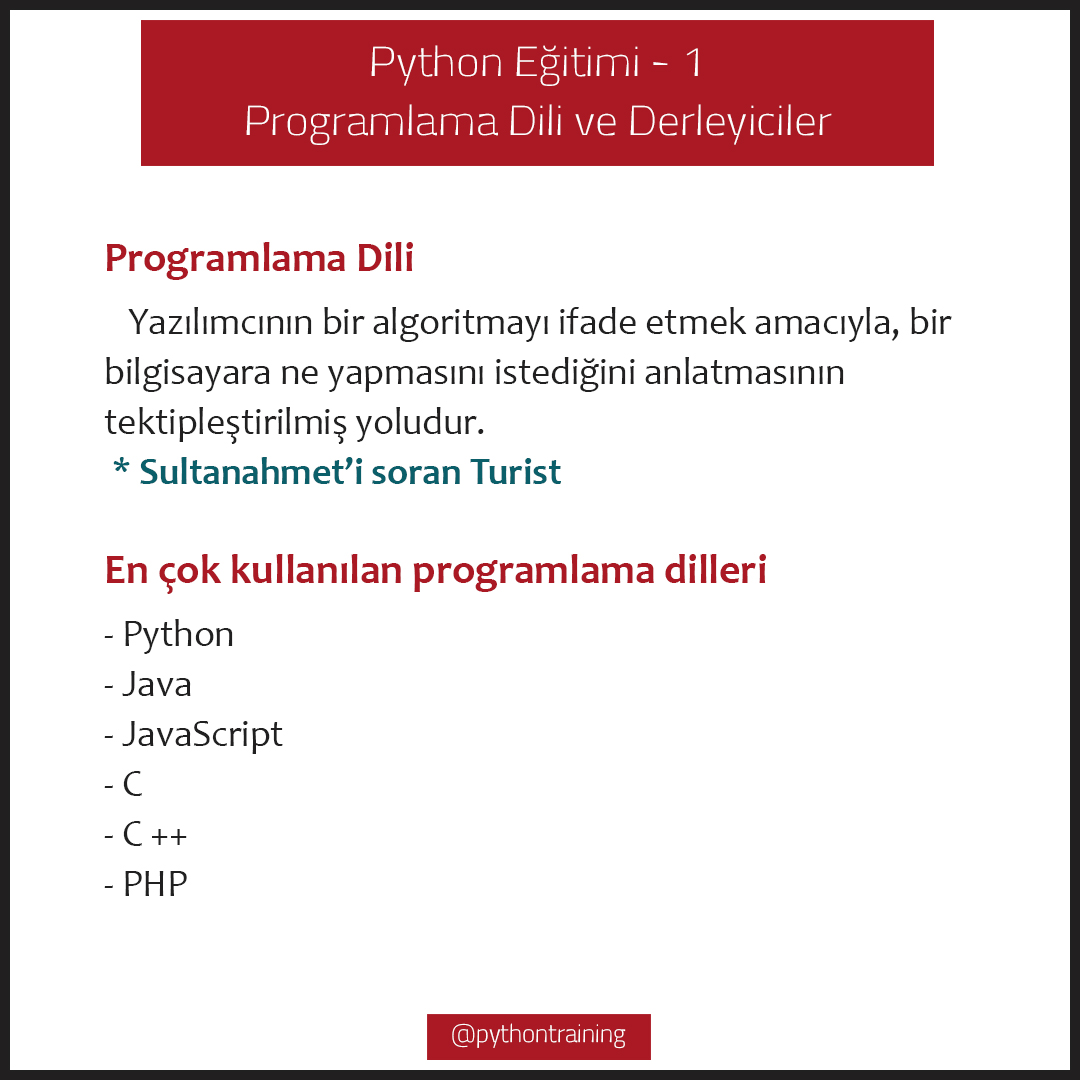 Python Eğitimi - 1
Programlama Dili ve Derleyiciler
Programlama Dili
Yazılımcının bir algoritmayı ifade etmek amacıyla, bir
bilgisayara ne yapmasını istediğini anlatmasının
tektipleştirilmiş yoludur.
* Sultanahmet’i soran Turist
En çok kullanılan programlama dilleri
- Python
- Java
- JavaScript
- C
- C ++
- PHP
@pythontraining